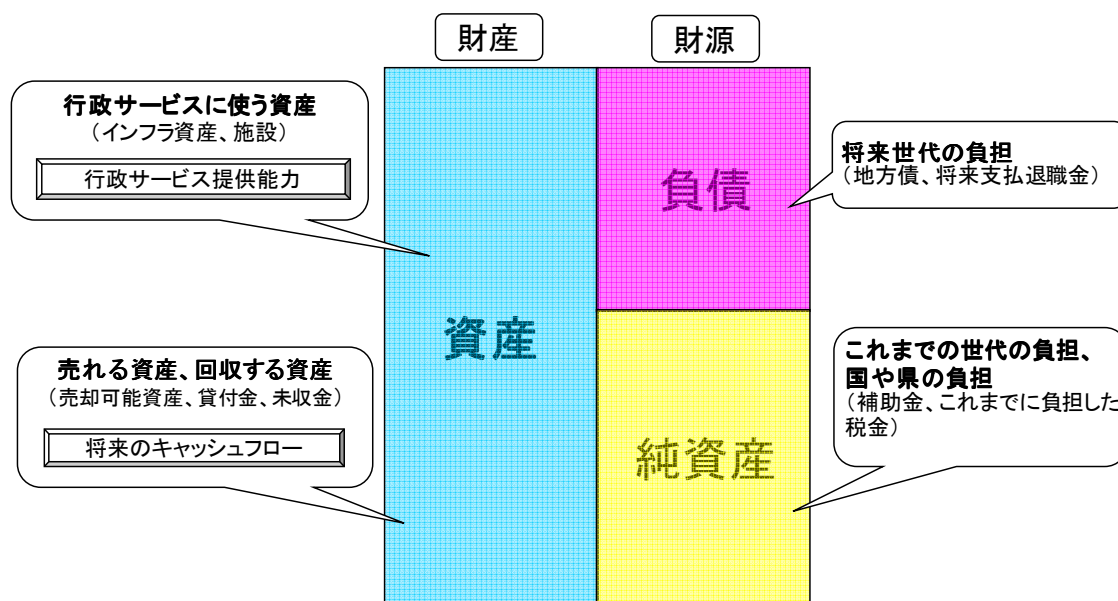 財産
財源
行政サービスに使う資産
（インフラ資産、施設）
行政サービス提供能力
将来世代の負担
（地方債、将来支払退職金）
負債
資産
売れる資産、回収する資産
（売却可能資産、貸付金、未収金）
将来のキャッシュフロー
これまでの世代の負担、
国や県の負担
（補助金、これまでに負担した
税金）
純資産